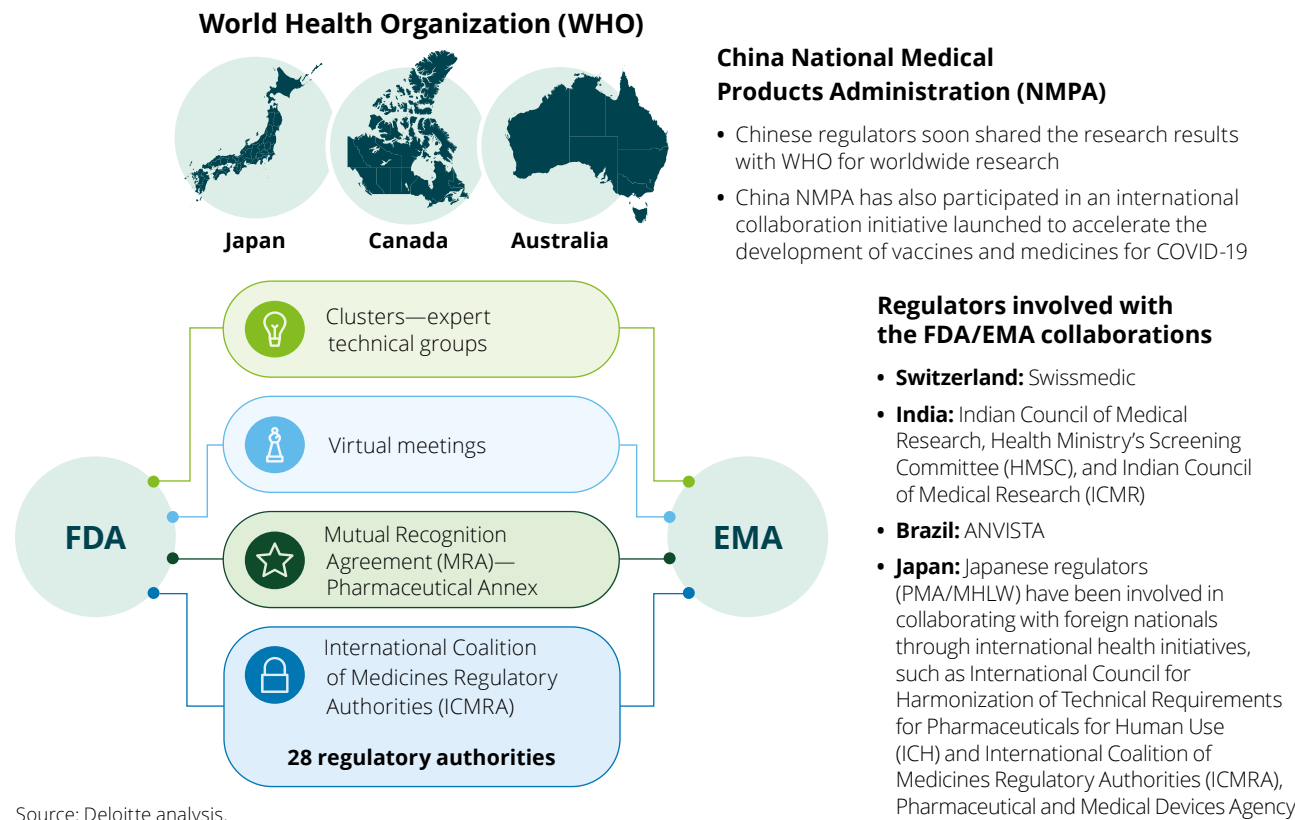 World Health Organization (WHO)
Japan
Canada
Australia
China National Medical
Products Administration (NMPA)
• Chinese regulators soon shared the research results
with WHO for worldwide research
• China NMPA has also participated in an international
collaboration initiative launched to accelerate the
development of vaccines and medicines for COVID-19
FDA
Clusters—expert
technical groups
Virtual meetings
Mutual Recognition
Agreement (MRA)—
Pharmaceutical Annex
International Coalition
of Medicines Regulatory
Authorities (ICMRA)
28 regulatory authorities
EMA
Regulators involved with
the FDA/EMA collaborations
• Switzerland: Swissmedic
• India: Indian Council of Medical
Research, Health Ministry’s Screening
Committee (HMSC), and Indian Council
of Medical Research (ICMR)
• Brazil: ANVISTA
• Japan: Japanese regulators
(PMA/MHLW) have been involved in
collaborating with foreign nationals
through international health initiatives,
such as International Council for
Harmonization of Technical Requirements
for Pharmaceuticals for Human Use
(ICH) and International Coalition of
Medicines Regulatory Authorities (ICMRA),
Pharmaceutical and Medical Devices Agency
Source: Deloitte analysis.